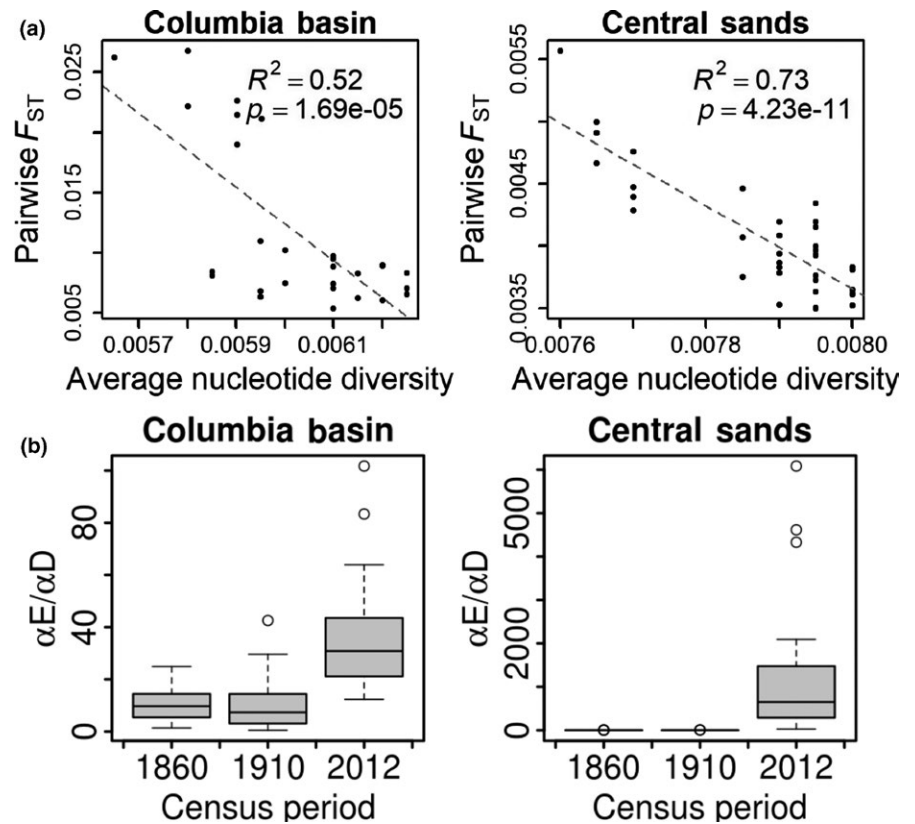 (a)
Columbia basin
Central sands
R² = 0.52
p = 1.69e-05
R² = 0.73
p = 4.23e-11
Pairwise FST
0.005 0.015 0.025
0.0057 0.0059 0.0061
Average nucleotide diversity
Pairwise FST
0.0035 0.0045 0.0055
0.0076 0.0078 0.0080
Average nucleotide diversity
(b)
Columbia basin
Central sands
αE/αD
0 40 80
1860 1910 2012
Census period
αE/αD
0 2000 5000
1860 1910 2012
Census period